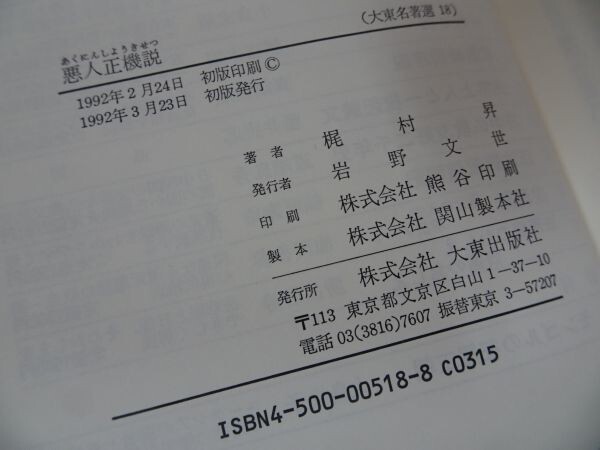 (大東名著選 18)
あくにんしょうきせつ
悪人正機説
1992年2月24日 初版印刷©
1992年3月23日 初版発行
著者 梶村昇
発行者 岩野文世
印刷 株式会社 熊谷印刷
製本 株式会社 関山製本社
発行所 株式会社 大東出版社
〒113 東京都文京区白山1-37-10
電話 03(3816)7607 振替東京 3-57207
ISBN4-500-00518-8 C0315